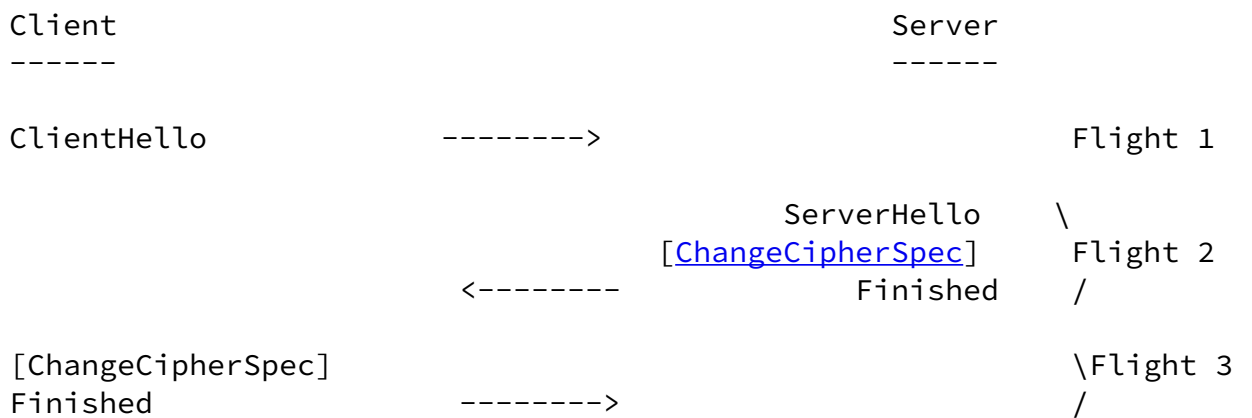 Client                                           Server
------                                           ------
ClientHello             -------->                          Flight 1
                                           ServerHello    \
                                    [ChangeCipherSpec]     Flight 2
                         <--------             Finished    /
[ChangeCipherSpec]                                         \Flight 3
Finished                 -------->                         /